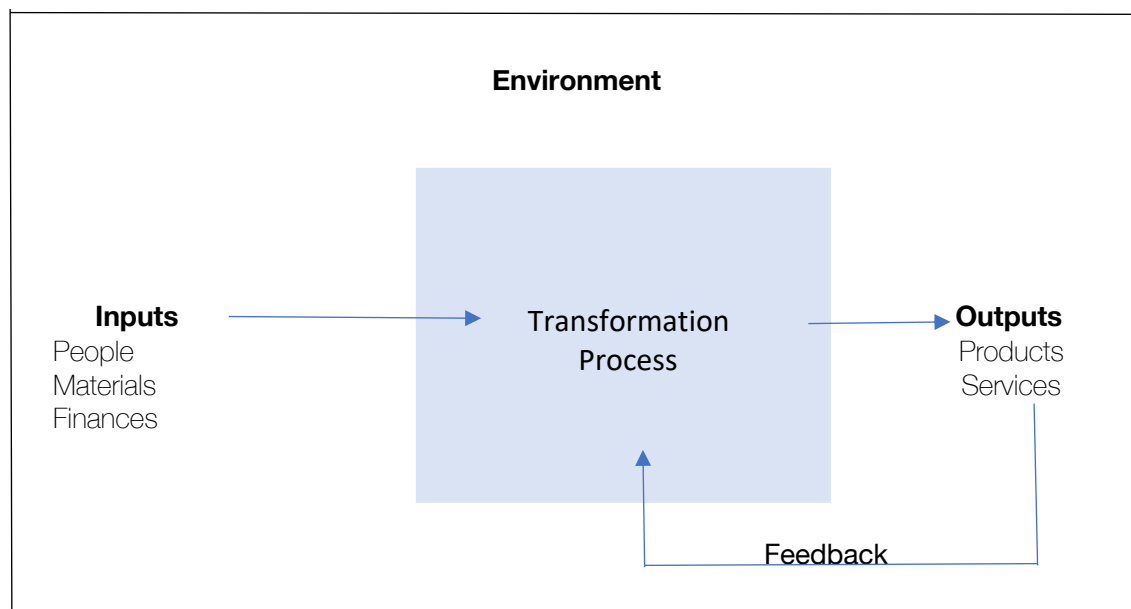 Environment
Inputs
People
Materials
Finances
Transformation
Process
Outputs
Products
Services
Feedback